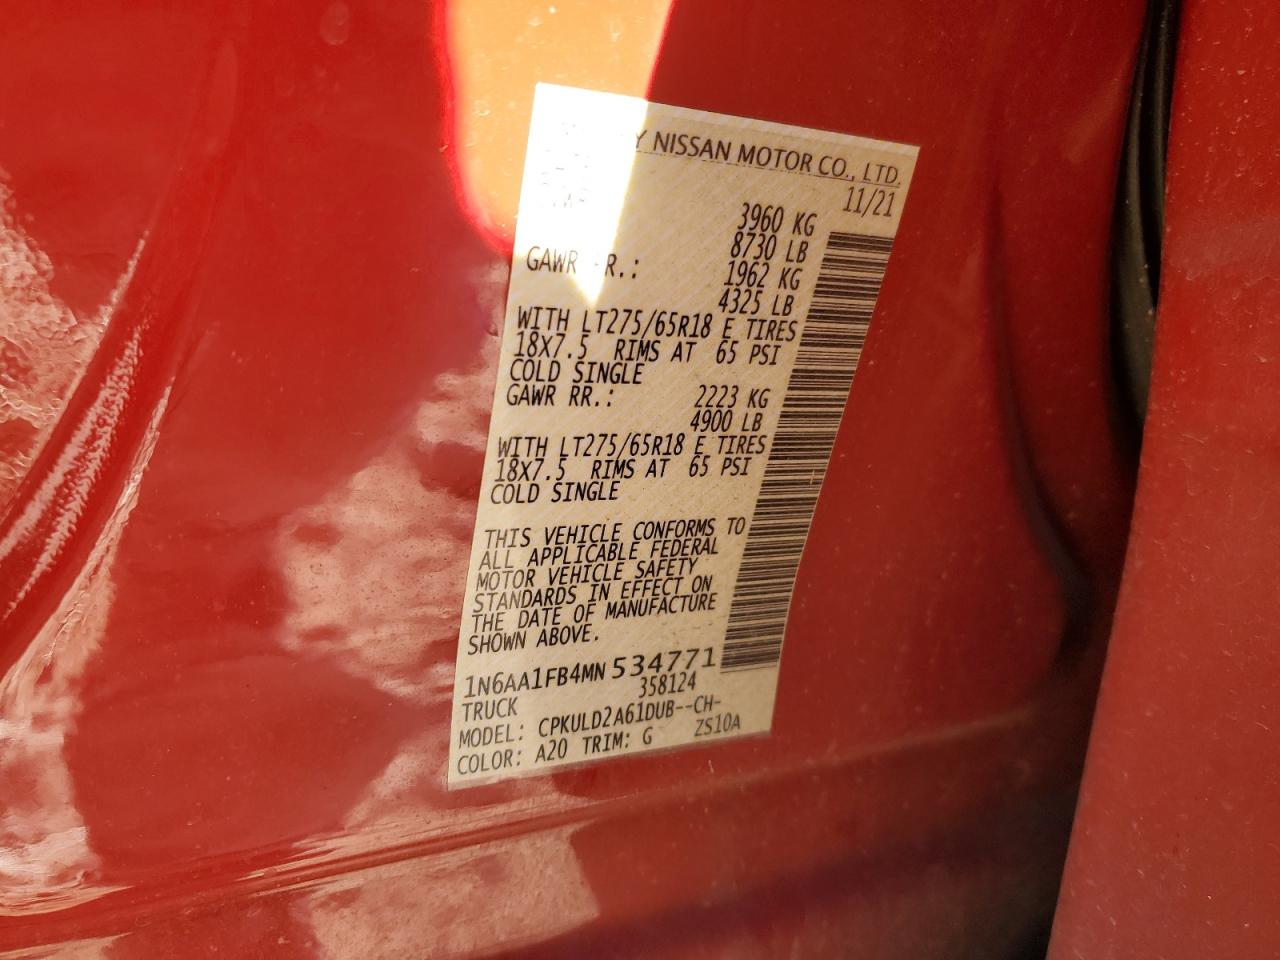 Y NISSAN MOTOR CO., LTD.
11/21
3960 KG
8730 LB
GAWR R.: 1962 KG
4325 LB
WITH LT275/65R18 E TIRES
18X7.5 RIMS AT 65 PSI
COLD SINGLE
GAWR RR.: 2223 KG
4900 LB
WITH LT275/65R18 E TIRES
18X7.5 RIMS AT 65 PSI
COLD SINGLE
THIS VEHICLE CONFORMS TO
ALL APPLICABLE FEDERAL
MOTOR VEHICLE SAFETY
STANDARDS IN EFFECT ON
THE DATE OF MANUFACTURE
SHOWN ABOVE.
1N6AA1FB4MN534771
TRUCK 358124
MODEL: CPKULD2A61DUB--CH-
COLOR: A20 TRIM: G ZS10A